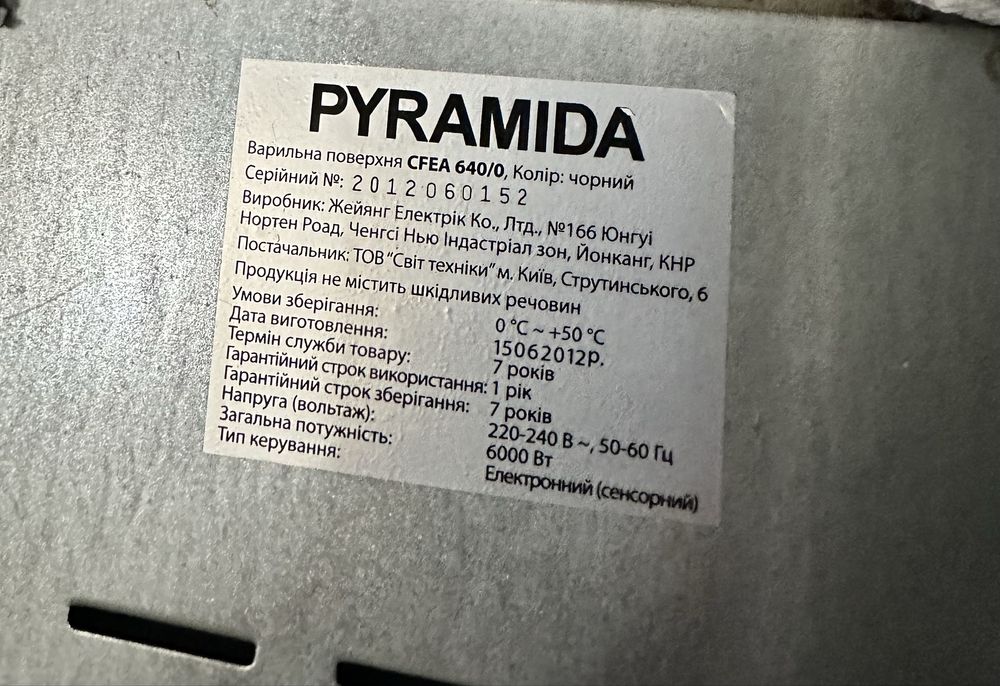 PYRAMIDA
Варильна поверхня CFEA 640/0, Колір: чорний
Серійний №: 2012060152
Виробник: Жейянг Електрік Ко., Лтд., №166 Юнгуі
Нортен Роад, Ченгсі Нью Індастріал зон, Йонканг, КНР
Постачальник: ТОВ "Світ техніки" м. Київ, Струтинського, 6
Продукція не містить шкідливих речовин
Умови зберігання: 0 °C ~ +50 °C
Дата виготовлення: 15062012р.
Термін служби товару: 7 років
Гарантійний строк використання: 1 рік
Гарантійний строк зберігання: 7 років
Напруга (вольтаж): 220-240 В ~, 50-60 Гц
Загальна потужність: 6000 Вт
Тип керування: Електронний (сенсорний)